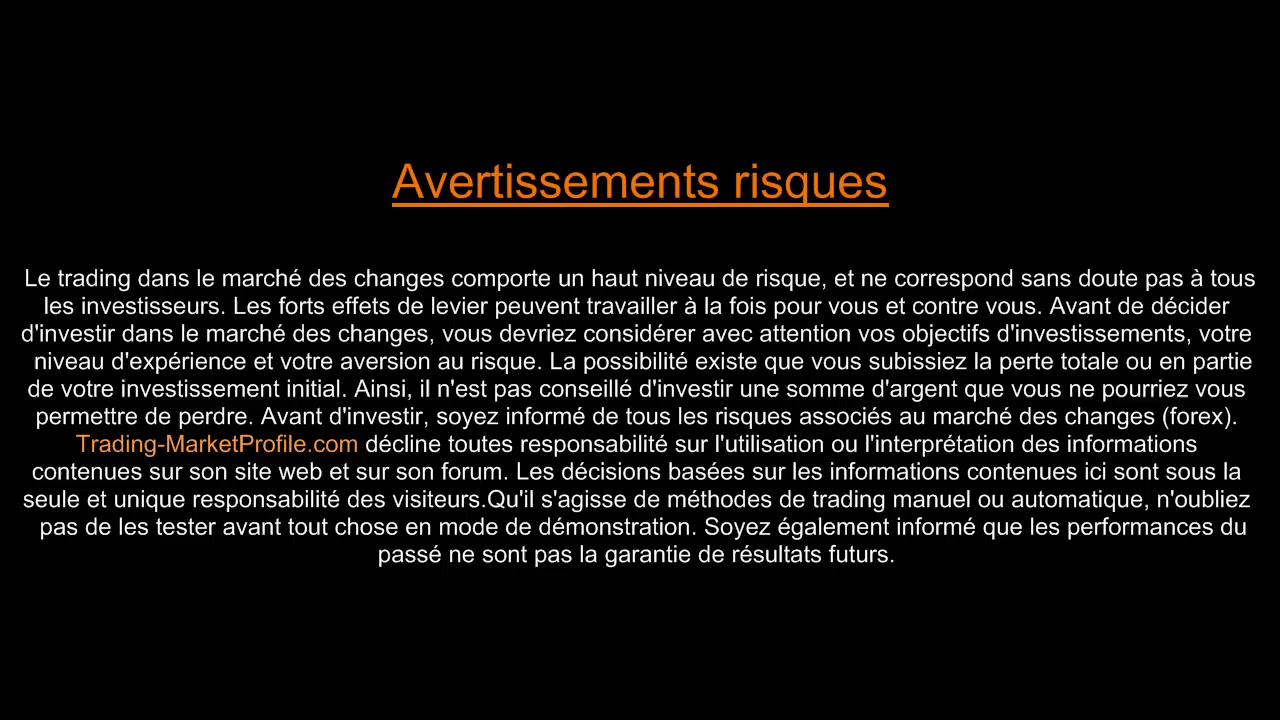 Avertissements risques
Le trading dans le marché des changes comporte un haut niveau de risque, et ne correspond sans doute pas à tous
les investisseurs. Les forts effets de levier peuvent travailler à la fois pour vous et contre vous. Avant de décider
d'investir dans le marché des changes, vous devriez considérer avec attention vos objectifs d'investissements, votre
niveau d'expérience et votre aversion au risque. La possibilité existe que vous subissiez la perte totale ou en partie
de votre investissement initial. Ainsi, il n'est pas conseillé d'investir une somme d'argent que vous ne pourriez vous
permettre de perdre. Avant d'investir, soyez informé de tous les risques associés au marché des changes (forex).
Trading-MarketProfile.com décline toutes responsabilité sur l'utilisation ou l'interprétation des informations
contenues sur son site web et sur son forum. Les décisions basées sur les informations contenues ici sont sous la
seule et unique responsabilité des visiteurs.Qu'il s'agisse de méthodes de trading manuel ou automatique, n'oubliez
pas de les tester avant tout chose en mode de démonstration. Soyez également informé que les performances du
passé ne sont pas la garantie de résultats futurs.